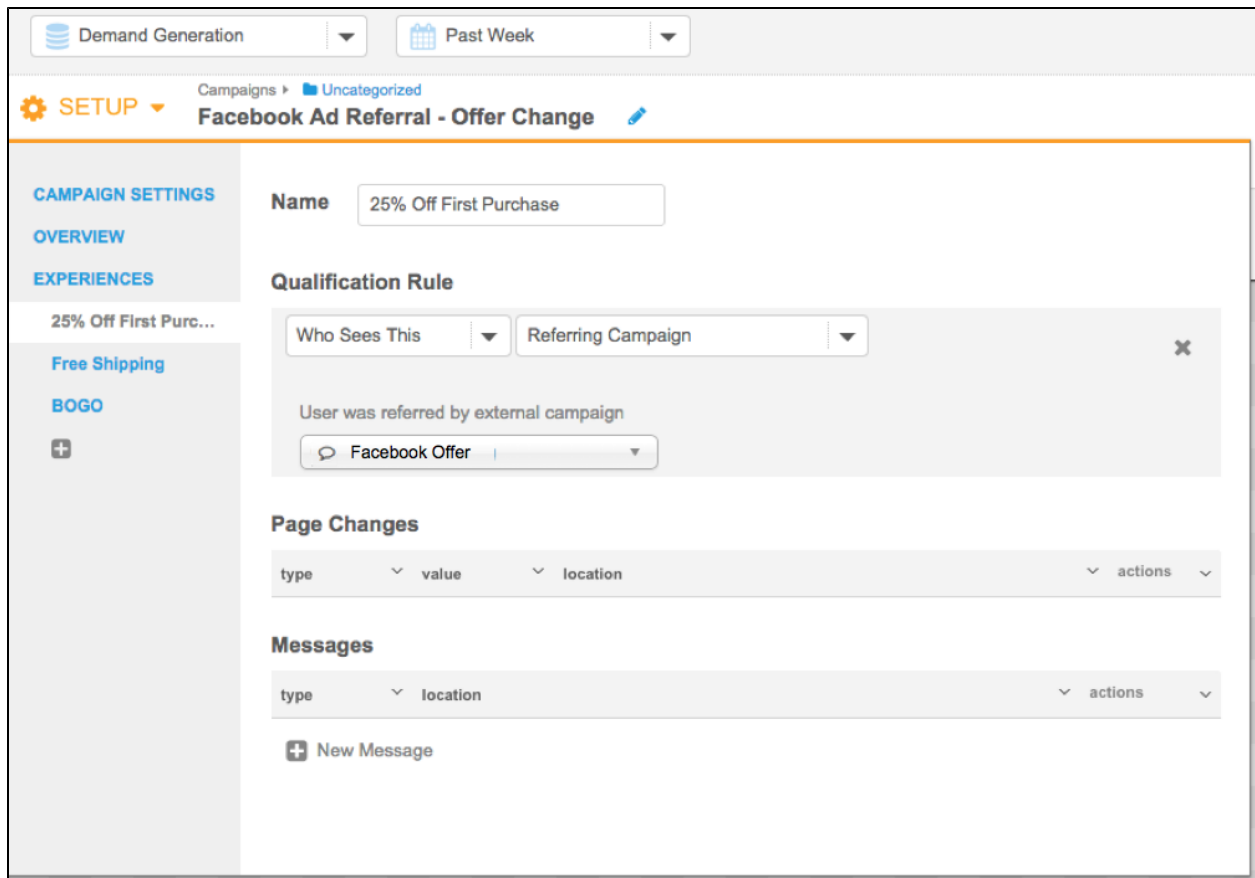 Demand Generation Past Week
Campaigns Uncategorized
SETUP
Facebook Ad Referral - Offer Change
CAMPAIGN SETTINGS
OVERVIEW
EXPERIENCES
25% Off First Purc...
Free Shipping
BOGO
Name 25% Off First Purchase
Qualification Rule
Who Sees This Referring Campaign
User was referred by external campaign
Facebook Offer
Page Changes
type value location actions
Messages
type location actions
New Message